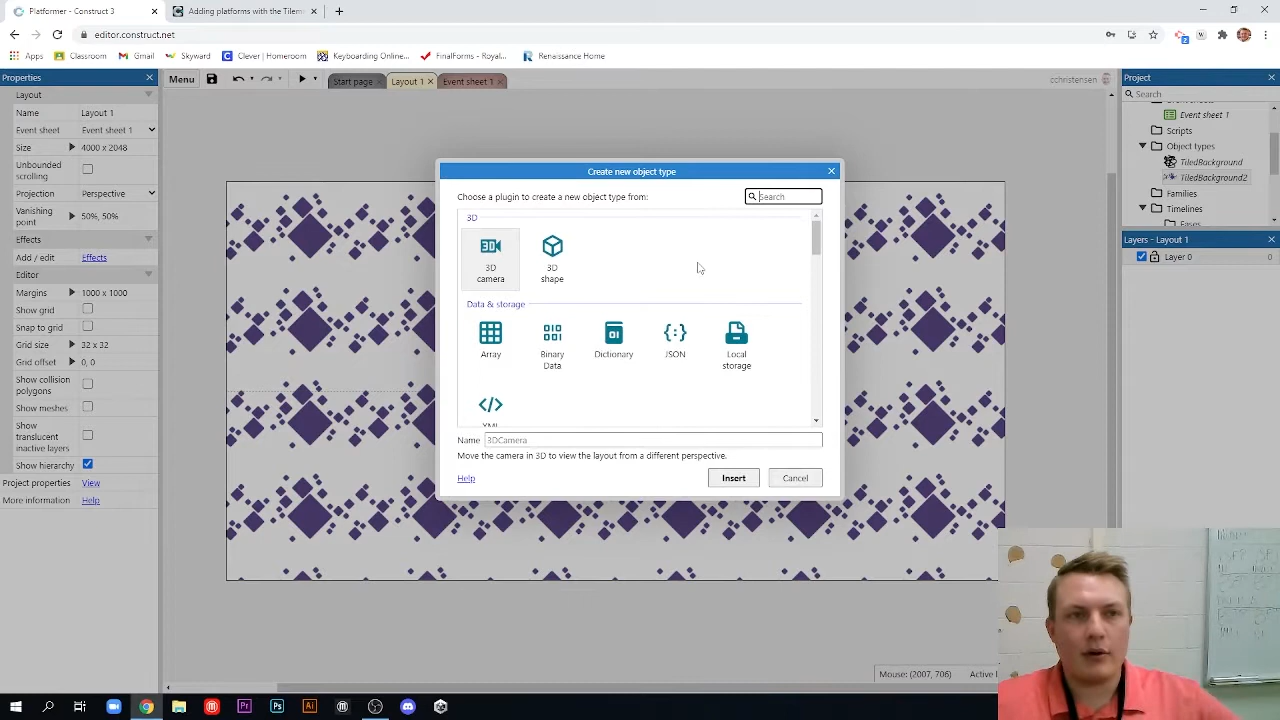 Platformer - Construct 3
Adding platforms with the Tilem
editor.construct.net
Apps
Classroom
Gmail
Skyward
Clever | Homeroom
Keyboarding Online...
FinalForms - Royal...
Renaissance Home
Properties
Menu
Start page
Layout 1
Event sheet 1
cchristensen
Project
Layout
Name Layout 1
Event sheet Event sheet 1
Size 4000 x 2048
Unbounded
scrolling
Projection Perspective
Vanishing
point 50%, 50%
Effects
Add / edit Effects
Editor
Margins 1000 x 1000
Show grid
Snap to grid
Grid size 32 x 32
Grid offset 0, 0
Show collision
polygons
Show meshes
Show
translucent
inactive layers
Show hierarchy
Project properties View
More information Help
Create new object type
Choose a plugin to create a new object type from:
Search
3D
3D
camera
3D
shape
Data & storage
Array
Binary
Data
Dictionary
JSON
Local
storage
XML
Name 3DCamera
Move the camera in 3D to view the layout from a different perspective.
Help
Insert
Cancel
Search
Event sheet 1
Scripts
Object types
TiledBackground
TiledBackground2
Families
Timelines
Eases
Layers - Layout 1
Layer 0 0
Mouse: (2007, 706)